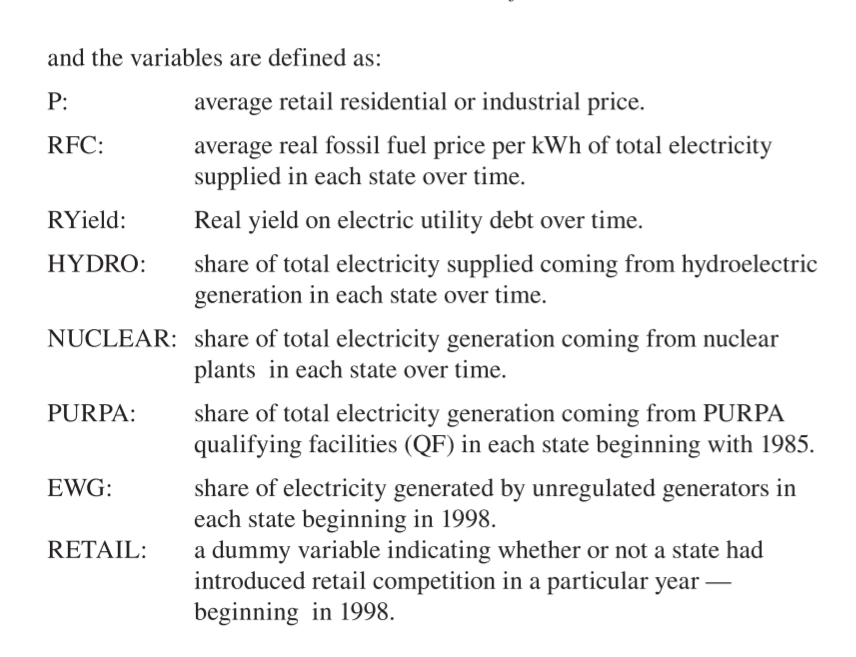 and the variables are defined as:
P: average retail residential or industrial price.
RFC: average real fossil fuel price per kWh of total electricity
supplied in each state over time.
RYield: Real yield on electric utility debt over time.
HYDRO: share of total electricity supplied coming from hydroelectric
generation in each state over time.
NUCLEAR: share of total electricity generation coming from nuclear
plants in each state over time.
PURPA: share of total electricity generation coming from PURPA
qualifying facilities (QF) in each state beginning with 1985.
EWG: share of electricity generated by unregulated generators in
each state beginning in 1998.
RETAIL: a dummy variable indicating whether or not a state had
introduced retail competition in a particular year —
beginning in 1998.